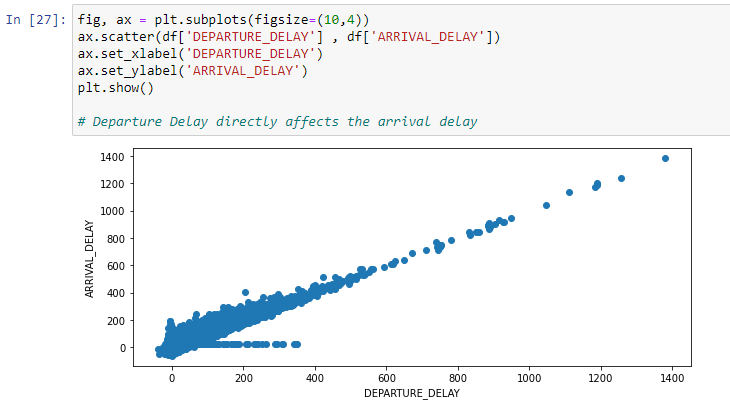 In [27]: fig, ax = plt.subplots(figsize=(10,4))
ax.scatter(df['DEPARTURE_DELAY'] , df['ARRIVAL_DELAY'])
ax.set_xlabel('DEPARTURE_DELAY')
ax.set_ylabel('ARRIVAL_DELAY')
plt.show()
# Departure Delay directly affects the arrival delay
1400
1200
1000
800
600
400
200
0
ARRIVAL_DELAY
0 200 400 600 800 1000 1200 1400
DEPARTURE_DELAY